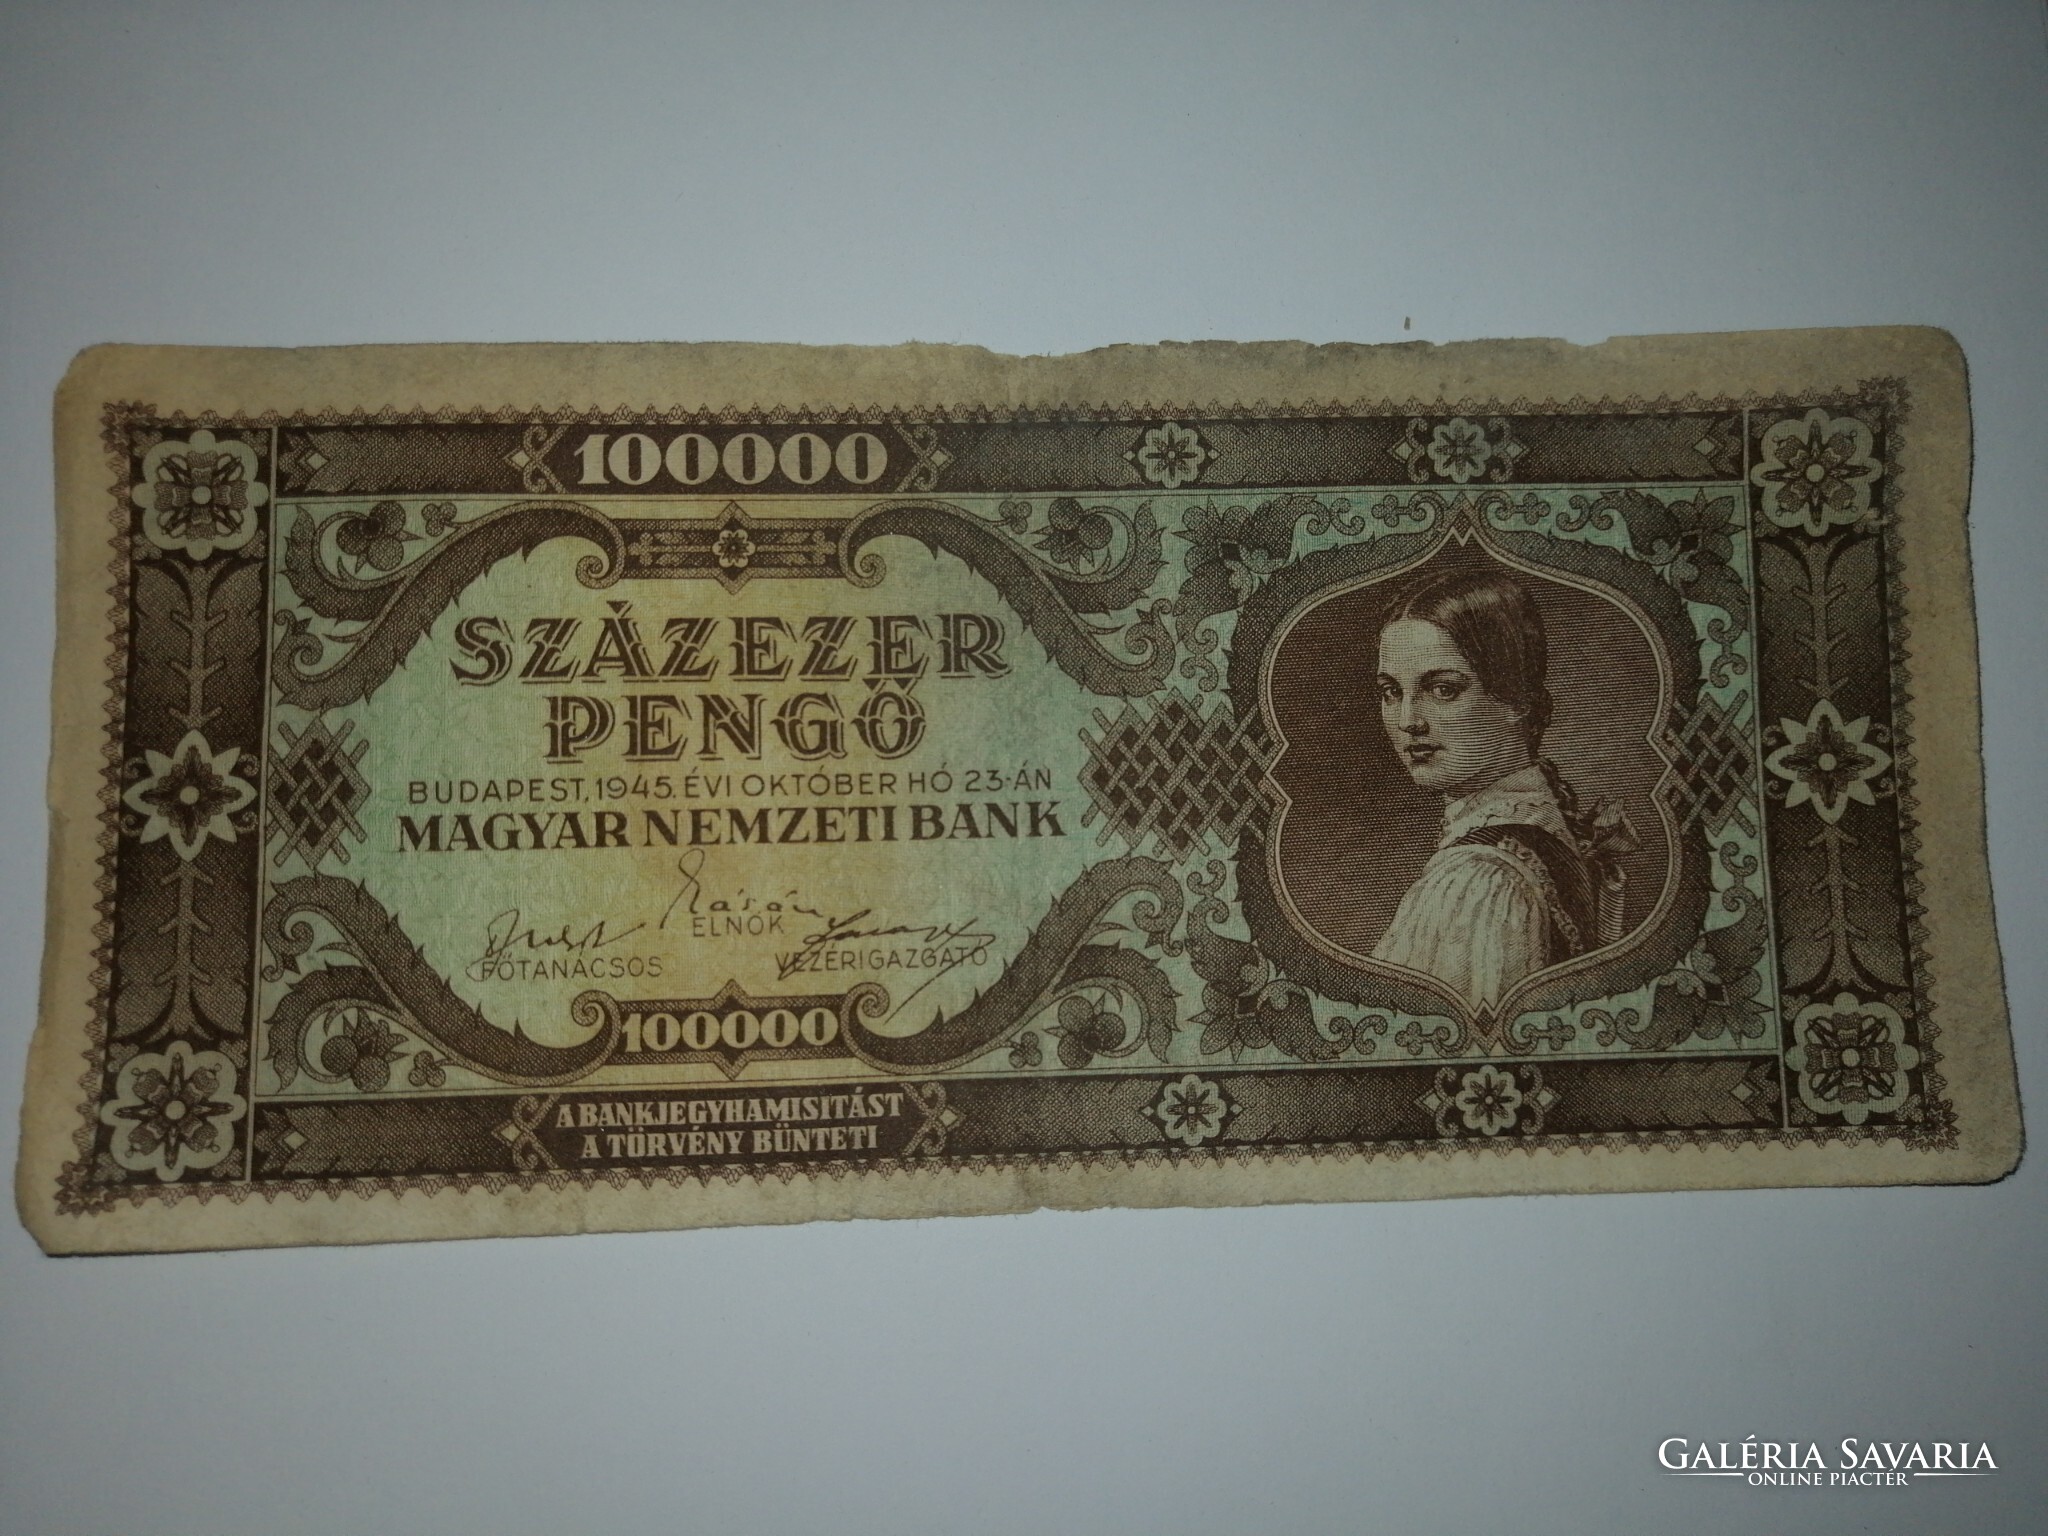 100000
SZÁZEZER
PENGŐ
BUDAPEST, 1945. ÉVI OKTÓBER HÓ 23-ÁN
MAGYAR NEMZETI BANK
ELNÖK
FŐTANÁCSOS
VEZÉRIGAZGATÓ
100000
A BANKJEGYHAMISITÁST
A TÖRVÉNY BÜNTETI
GALÉRIA SAVARIA
ONLINE PIACTÉR